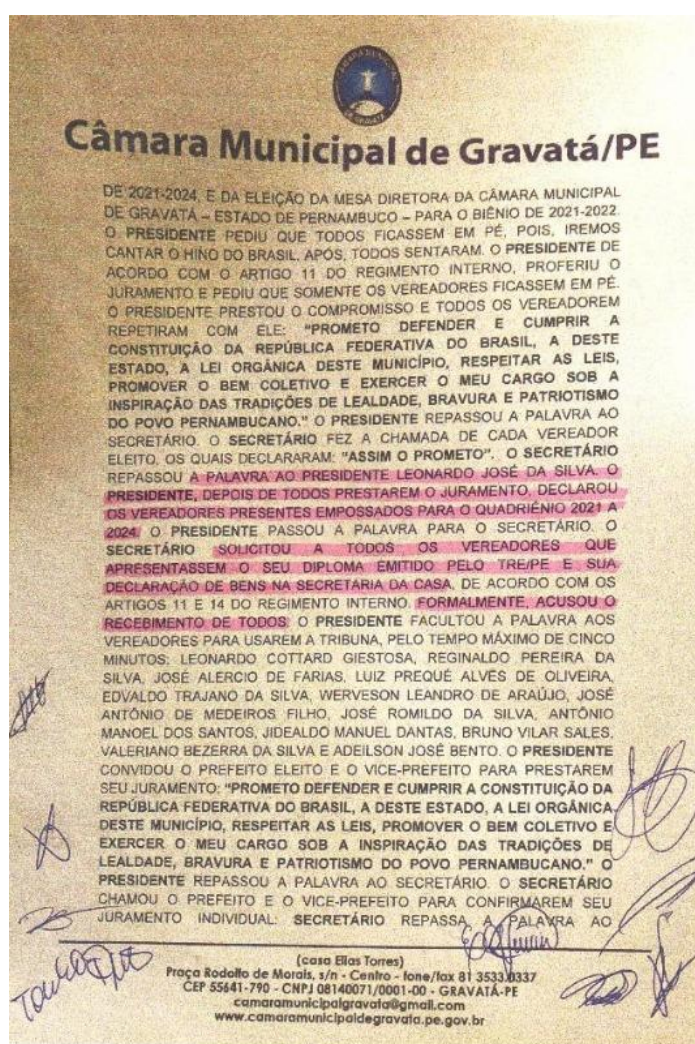 Câmara Municipal de Gravatá/PE
DE 2021-2024, E DA ELEIÇÃO DA MESA DIRETORA DA CÂMARA MUNICIPAL
DE GRAVATÁ – ESTADO DE PERNAMBUCO – PARA O BIÊNIO DE 2021-2022.
O PRESIDENTE PEDIU QUE TODOS FICASSEM EM PÉ, POIS, IREMOS
CANTAR O HINO DO BRASIL. APÓS, TODOS SENTARAM. O PRESIDENTE DE
ACORDO COM O ARTIGO 11 DO REGIMENTO INTERNO, PROFERIU O
JURAMENTO E PEDIU QUE SOMENTE OS VEREADORES FICASSEM EM PÉ.
O PRESIDENTE PRESTOU O COMPROMISSO E TODOS OS VEREADOREM
REPETIRAM COM ELE: "PROMETO DEFENDER E CUMPRIR A
CONSTITUIÇÃO DA REPÚBLICA FEDERATIVA DO BRASIL, A DESTE
ESTADO, A LEI ORGÂNICA DESTE MUNICÍPIO, RESPEITAR AS LEIS,
PROMOVER O BEM COLETIVO E EXERCER O MEU CARGO SOB A
INSPIRAÇÃO DAS TRADIÇÕES DE LEALDADE, BRAVURA E PATRIOTISMO
DO POVO PERNAMBUCANO." O PRESIDENTE REPASSOU A PALAVRA AO
SECRETÁRIO. O SECRETÁRIO FEZ A CHAMADA DE CADA VEREADOR
ELEITO, OS QUAIS DECLARARAM: "ASSIM O PROMETO". O SECRETÁRIO
REPASSOU A PALAVRA AO PRESIDENTE LEONARDO JOSÉ DA SILVA. O
PRESIDENTE, DEPOIS DE TODOS PRESTAREM O JURAMENTO, DECLAROU
OS VEREADORES PRESENTES EMPOSSADOS PARA O QUADRIÊNIO 2021 A
2024. O PRESIDENTE PASSOU A PALAVRA PARA O SECRETÁRIO. O
SECRETÁRIO SOLICITOU A TODOS OS VEREADORES QUE
APRESENTASSEM O SEU DIPLOMA EMITIDO PELO TRE/PE E SUA
DECLARAÇÃO DE BENS NA SECRETARIA DA CASA, DE ACORDO COM OS
ARTIGOS 11 E 14 DO REGIMENTO INTERNO. FORMALMENTE, ACUSOU O
RECEBIMENTO DE TODOS. O PRESIDENTE FACULTOU A PALAVRA AOS
VEREADORES PARA USAREM A TRIBUNA, PELO TEMPO MÁXIMO DE CINCO
MINUTOS: LEONARDO COTTARD GIESTOSA, REGINALDO PEREIRA DA
SILVA, JOSÉ ALERCIO DE FARIAS, LUIZ PREQUÉ ALVES DE OLIVEIRA,
EDVALDO TRAJANO DA SILVA, WERVESON LEANDRO DE ARAÚJO, JOSÉ
ANTÔNIO DE MEDEIROS FILHO, JOSÉ ROMILDO DA SILVA, ANTÔNIO
MANOEL DOS SANTOS, JIDEALDO MANUEL DANTAS, BRUNO VILAR SALES,
VALERIANO BEZERRA DA SILVA E ADEILSON JOSÉ BENTO. O PRESIDENTE
CONVIDOU O PREFEITO ELEITO E O VICE-PREFEITO PARA PRESTAREM
SEU JURAMENTO: "PROMETO DEFENDER E CUMPRIR A CONSTITUIÇÃO DA
REPÚBLICA FEDERATIVA DO BRASIL, A DESTE ESTADO, A LEI ORGÂNICA
DESTE MUNICÍPIO, RESPEITAR AS LEIS, PROMOVER O BEM COLETIVO E
EXERCER O MEU CARGO SOB A INSPIRAÇÃO DAS TRADIÇÕES DE
LEALDADE, BRAVURA E PATRIOTISMO DO POVO PERNAMBUCANO." O
PRESIDENTE REPASSOU A PALAVRA AO SECRETÁRIO. O SECRETÁRIO
CHAMOU O PREFEITO E O VICE-PREFEITO PARA CONFIRMAREM SEU
JURAMENTO INDIVIDUAL: SECRETÁRIO REPASSA A PALAVRA AO
(casa Elias Torres)
Praça Rodolfo de Morais, s/n - Centro - fone/fax 81 3533.0337
CEP 55641-790 - CNPJ 08140071/0001-00 - GRAVATÁ-PE
camaramunicipalgravata@gmail.com
www.camaramunicipaldegravata.pe.gov.br